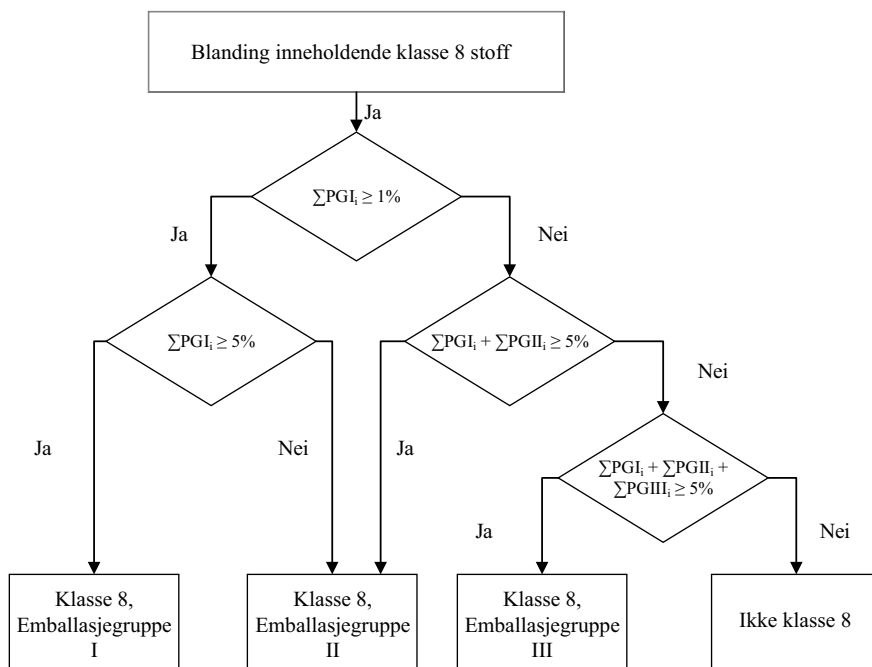 Blanding inneholdende klasse 8 stoff
Ja
∑PGIᵢ ≥ 1%
Ja
Nei
∑PGIᵢ ≥ 5%
∑PGIᵢ + ∑PGIIᵢ ≥ 5%
Nei
Ja
Nei
Ja
∑PGIᵢ + ∑PGIIᵢ +
∑PGIIIᵢ ≥ 5%
Ja
Nei
Klasse 8,
Emballasjegruppe
I
Klasse 8,
Emballasjegruppe
II
Klasse 8,
Emballasjegruppe
III
Ikke klasse 8